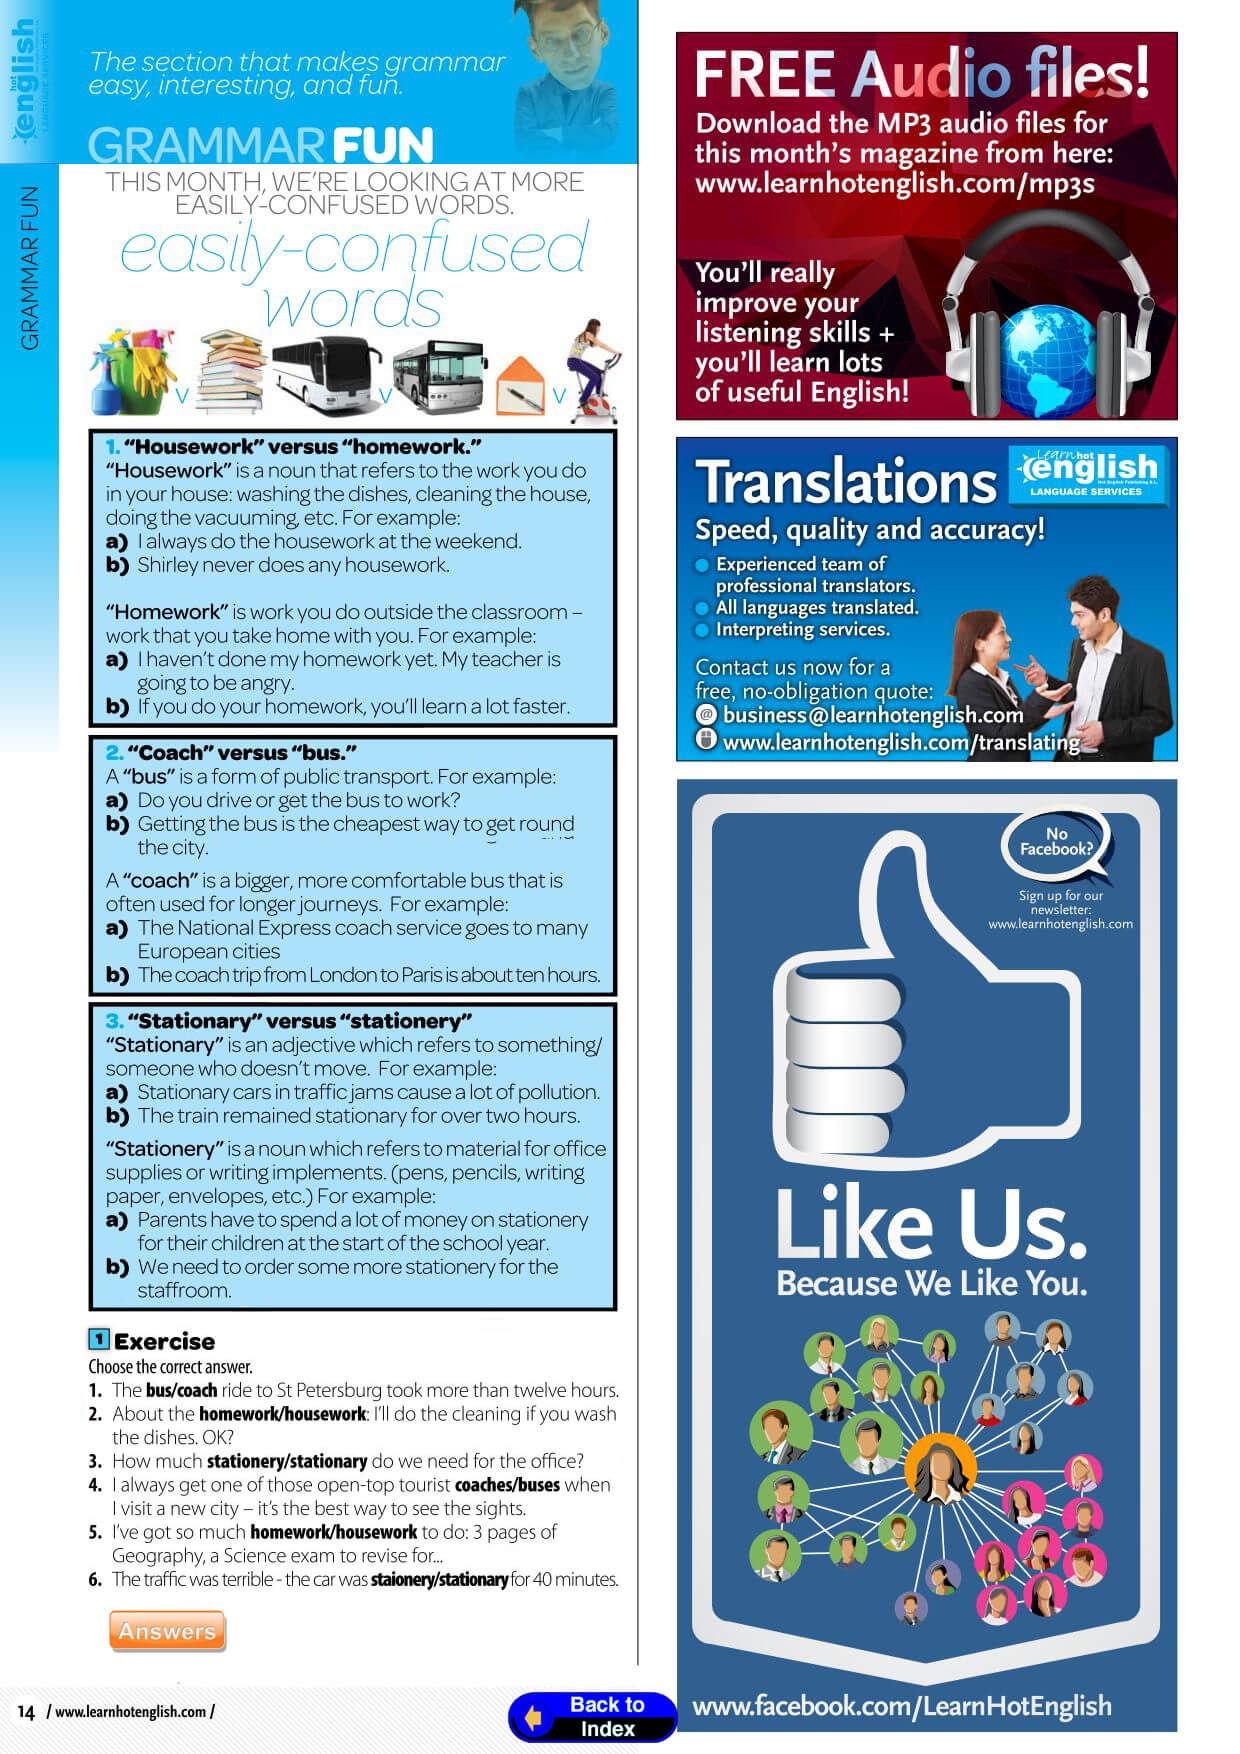 hot
english
LANGUAGE SERVICES
GRAMMAR FUN
The section that makes grammar
easy, interesting, and fun.
GRAMMAR FUN
THIS MONTH, WE'RE LOOKING AT MORE
EASILY-CONFUSED WORDS.
easily-confused
words
v
v
v
1. “Housework” versus “homework.”
“Housework” is a noun that refers to the work you do
in your house: washing the dishes, cleaning the house,
doing the vacuuming, etc. For example:
a) I always do the housework at the weekend.
b) Shirley never does any housework.
“Homework” is work you do outside the classroom –
work that you take home with you. For example:
a) I haven't done my homework yet. My teacher is
going to be angry.
b) If you do your homework, you'll learn a lot faster.
2. “Coach” versus “bus.”
A “bus” is a form of public transport. For example:
a) Do you drive or get the bus to work?
b) Getting the bus is the cheapest way to get round
the city.
A “coach” is a bigger, more comfortable bus that is
often used for longer journeys. For example:
a) The National Express coach service goes to many
European cities
b) The coach trip from London to Paris is about ten hours.
3. “Stationary” versus “stationery”
“Stationary” is an adjective which refers to something/
someone who doesn't move. For example:
a) Stationary cars in traffic jams cause a lot of pollution.
b) The train remained stationary for over two hours.
“Stationery” is a noun which refers to material for office
supplies or writing implements. (pens, pencils, writing
paper, envelopes, etc.) For example:
a) Parents have to spend a lot of money on stationery
for their children at the start of the school year.
b) We need to order some more stationery for the
staffroom.
1 Exercise
Choose the correct answer.
1. The bus/coach ride to St Petersburg took more than twelve hours.
2. About the homework/housework: I'll do the cleaning if you wash
the dishes. OK?
3. How much stationery/stationary do we need for the office?
4. I always get one of those open-top tourist coaches/buses when
I visit a new city – it's the best way to see the sights.
5. I've got so much homework/housework to do: 3 pages of
Geography, a Science exam to revise for...
6. The traffic was terrible - the car was staionery/stationary for 40 minutes.
Answers
14 / www.learnhotenglish.com /
Back to
Index
FREE Audio files!
Download the MP3 audio files for
this month's magazine from here:
www.learnhotenglish.com/mp3s
You'll really
improve your
listening skills +
you'll learn lots
of useful English!
Translations
Learn hot
english
Hot English Publishing S.L.
LANGUAGE SERVICES
Speed, quality and accuracy!
Experienced team of
professional translators.
All languages translated.
Interpreting services.
Contact us now for a
free, no-obligation quote:
@ business@learnhotenglish.com
www.learnhotenglish.com/translating
No
Facebook?
Sign up for our
newsletter:
www.learnhotenglish.com
Like Us.
Because We Like You.
www.facebook.com/LearnHotEnglish